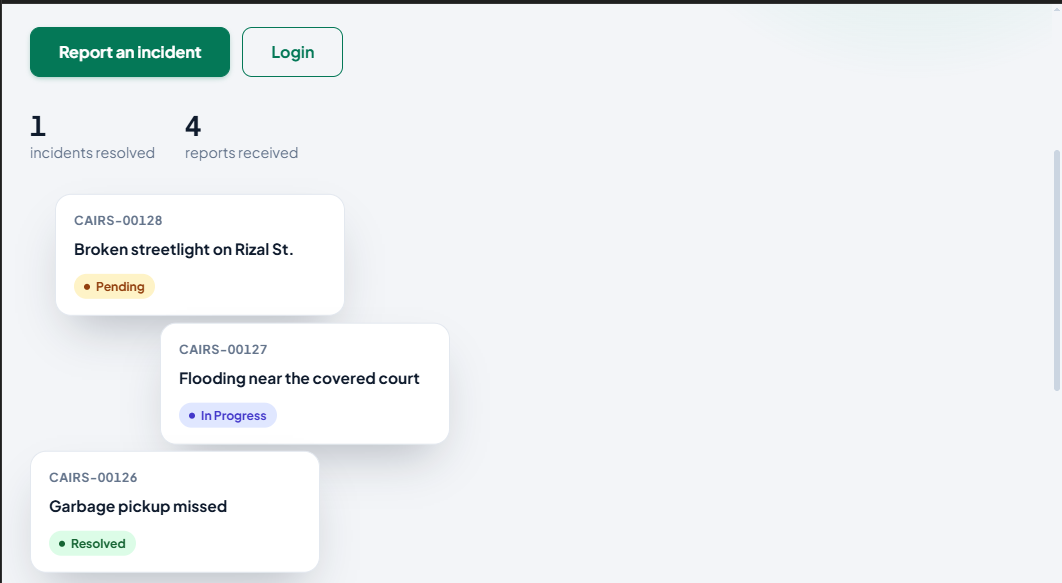 Report an incident
Login
1
incidents resolved
4
reports received
CAIRS-00128
Broken streetlight on Rizal St.
Pending
CAIRS-00127
Flooding near the covered court
In Progress
CAIRS-00126
Garbage pickup missed
Resolved